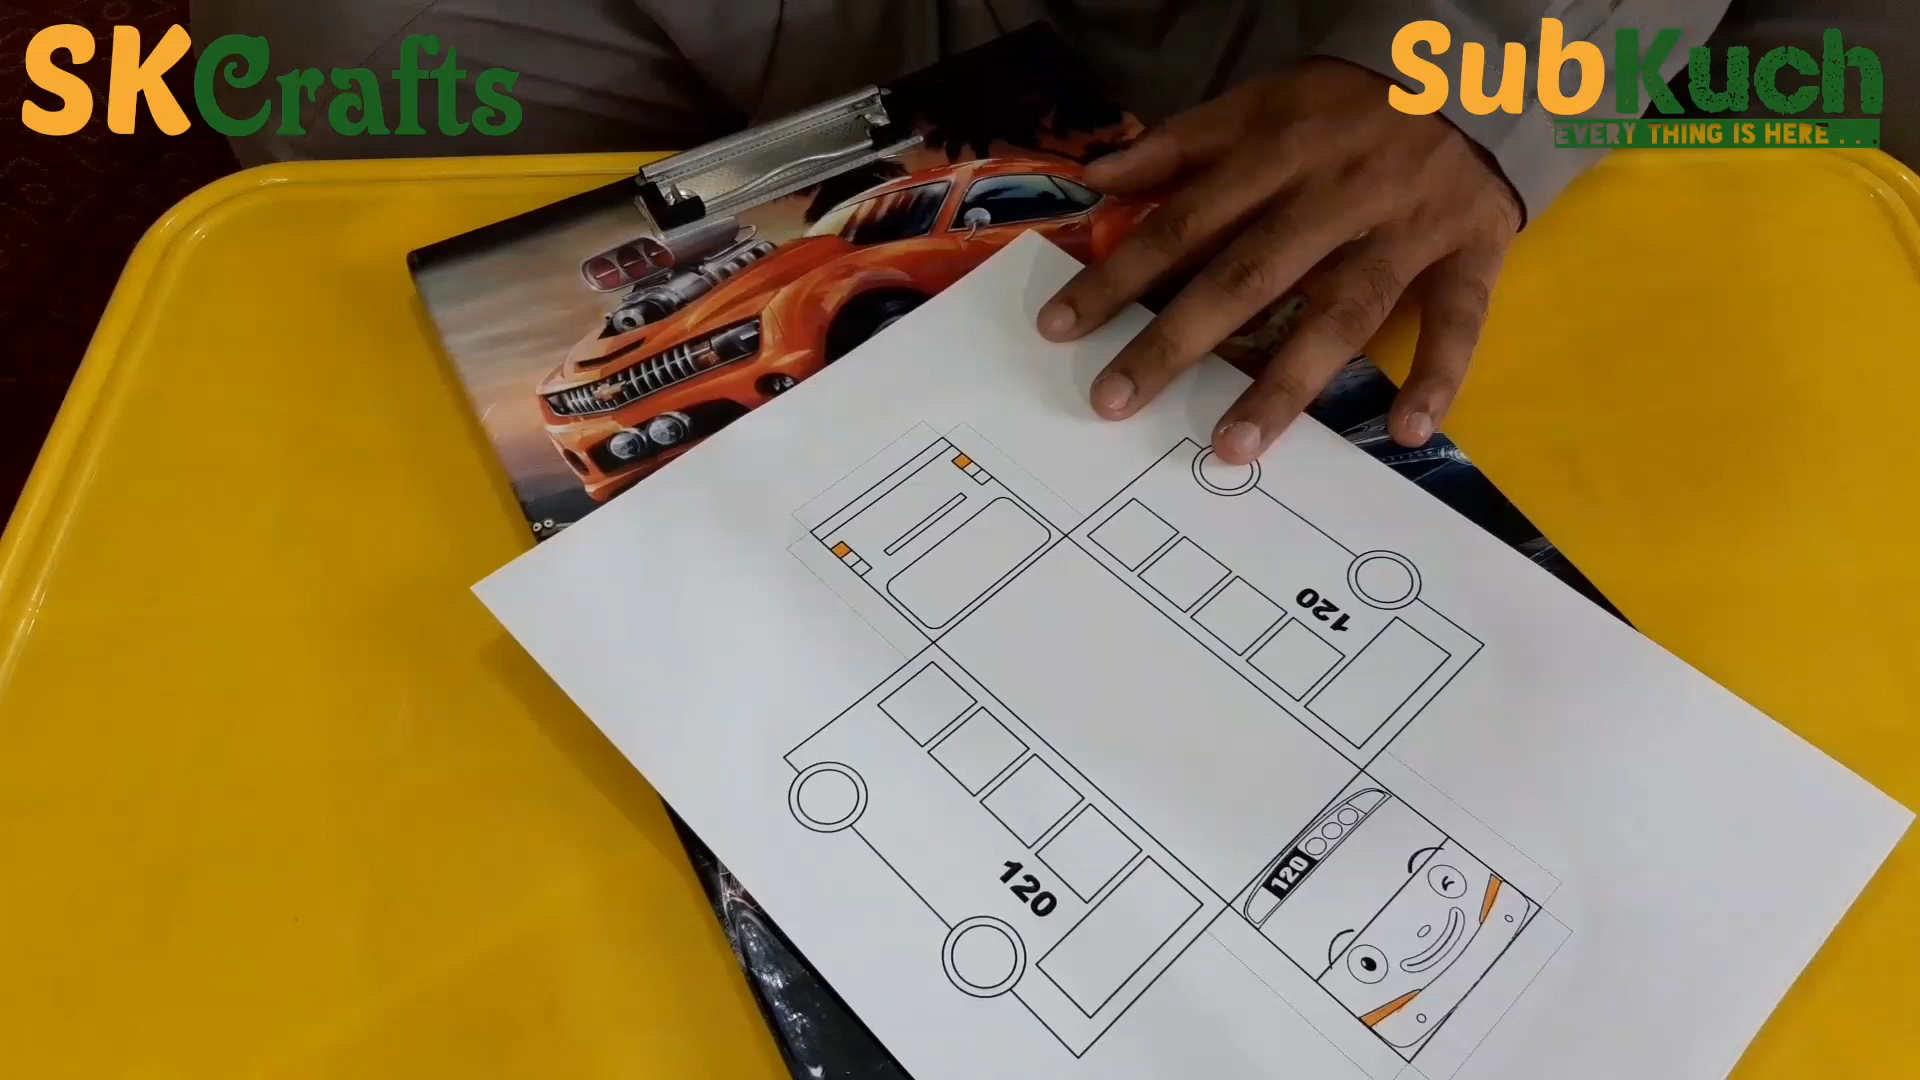 SKCrafts
SubKuch
EVERY THING IS HERE . . .
120
120
120